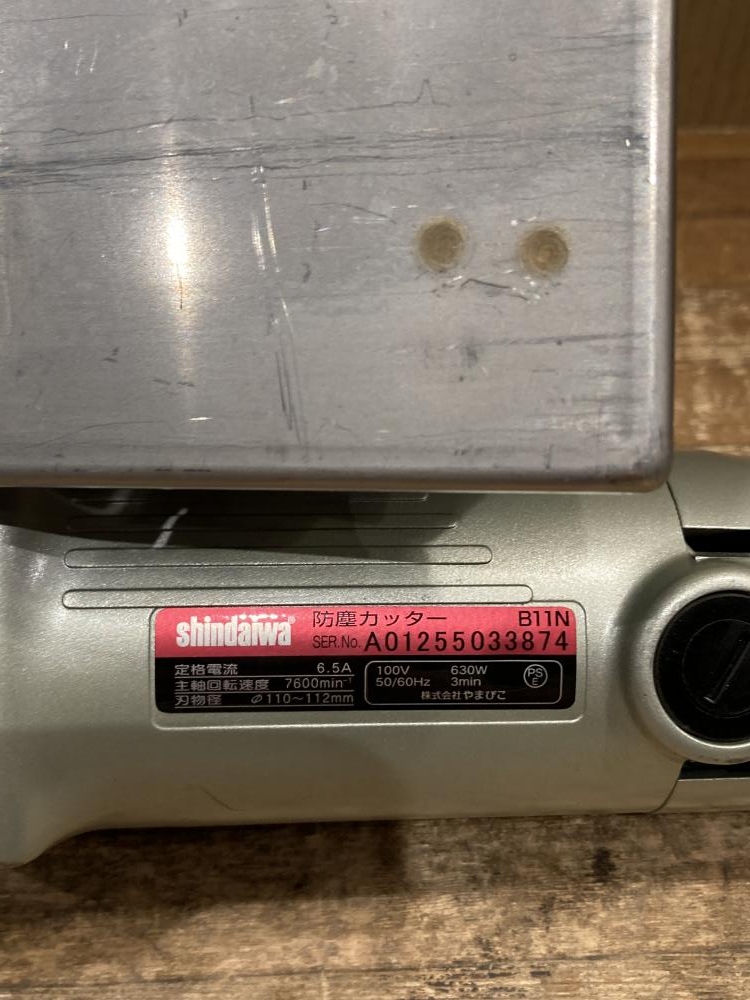 shindaiwa 防塵カッター B11N
SER.No. A01255033874
定格電流 6.5A
主軸回転速度 7600min⁻¹
刃物径 Φ110~112mm
100V 630W
50/60Hz 3min
PS E
株式会社やまびこ